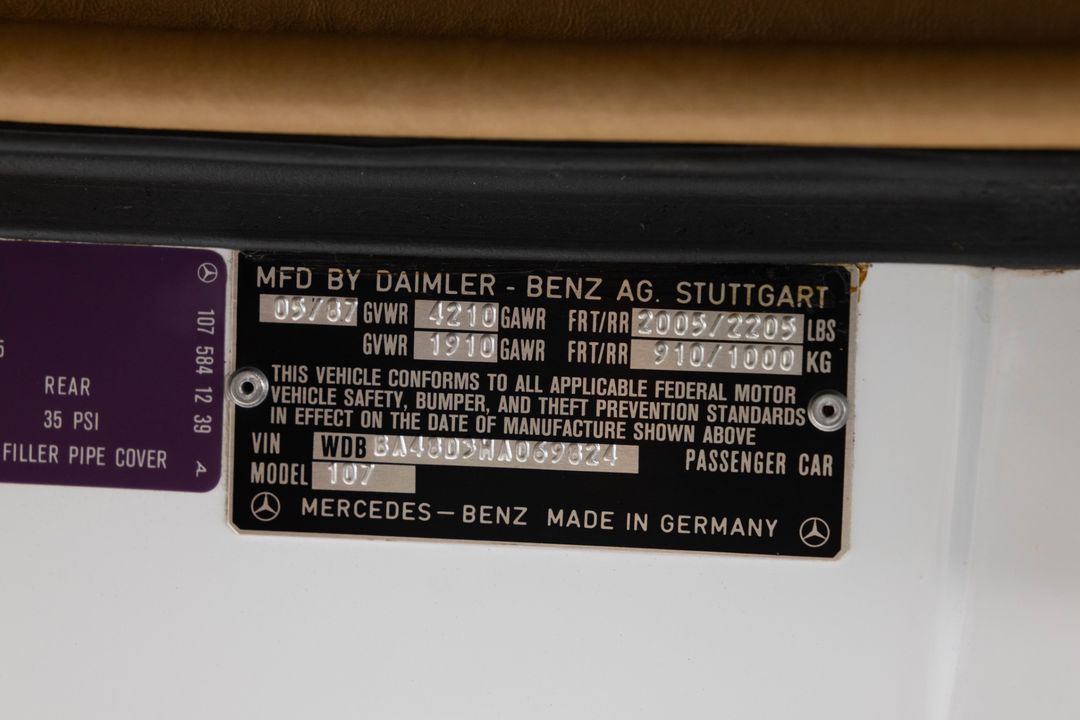 5
REAR
35 PSI
FILLER PIPE COVER
107 584 12 39 A
MFD BY DAIMLER - BENZ AG. STUTTGART
05/87 GVWR 4210 GAWR FRT/RR 2005/2205 LBS
GVWR 1910 GAWR FRT/RR 910/1000 KG
THIS VEHICLE CONFORMS TO ALL APPLICABLE FEDERAL MOTOR
VEHICLE SAFETY, BUMPER, AND THEFT PREVENTION STANDARDS
IN EFFECT ON THE DATE OF MANUFACTURE SHOWN ABOVE
VIN WDB BA48D3HA069824 PASSENGER CAR
MODEL 107
MERCEDES-BENZ MADE IN GERMANY